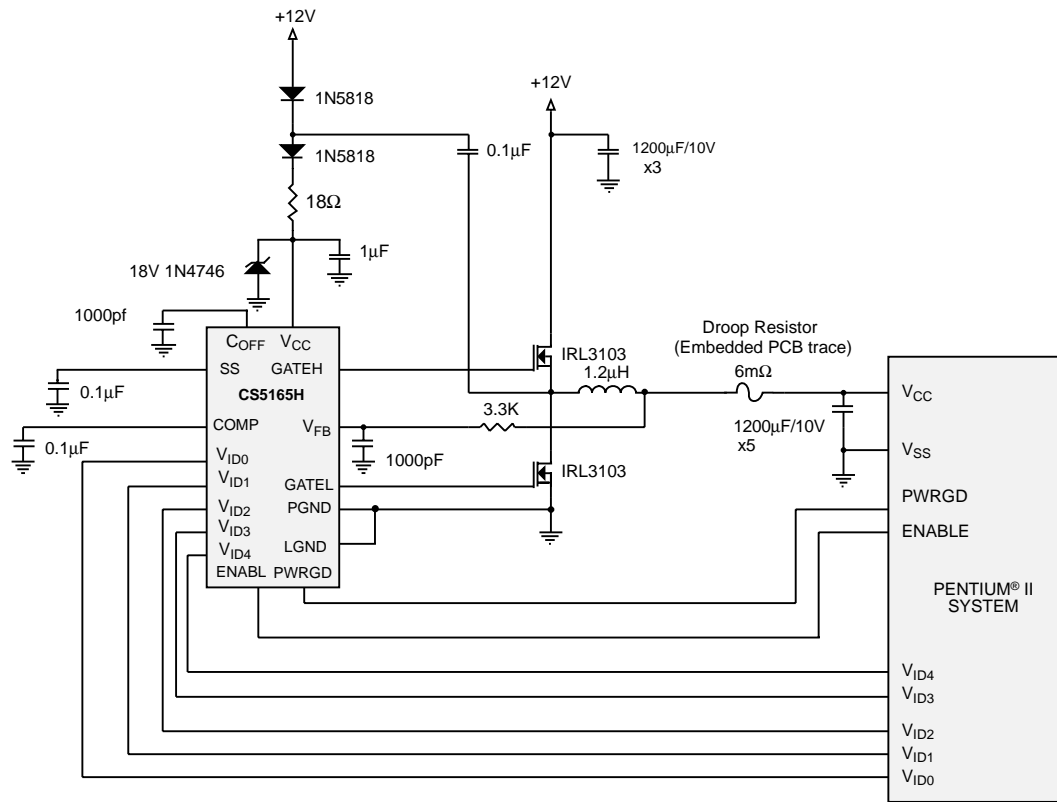 +12V
+12V
1N5818
1N5818
0.1μF
1200μF/10V
x3
18Ω
1μF
18V 1N4746
1000pf
COFF
VCC
SS
GATEH
CS5165H
0.1μF
COMP
VFB
0.1μF
VID0
VID1
GATEL
VID2
PGND
VID3
VID4
LGND
ENABL
PWRGD
IRL3103
1.2μH
3.3K
1000pF
IRL3103
Droop Resistor
(Embedded PCB trace)
6mΩ
1200μF/10V
x5
VCC
VSS
PWRGD
ENABLE
PENTIUM® II
SYSTEM
VID4
VID3
VID2
VID1
VID0